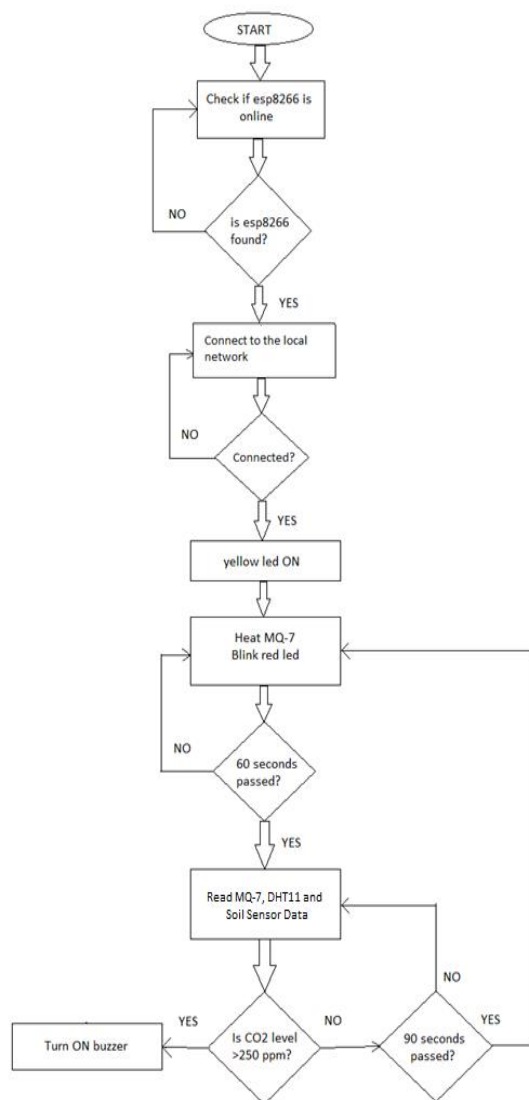 START
Check if esp8266 is
online
NO
is esp8266
found?
YES
Connect to the local
network
NO
Connected?
YES
yellow led ON
Heat MQ-7
Blink red led
NO
60 seconds
passed?
YES
Read MQ-7, DHT11 and
Soil Sensor Data
NO
YES
Is CO2 level
>250 ppm?
NO
90 seconds
passed?
YES
Turn ON buzzer